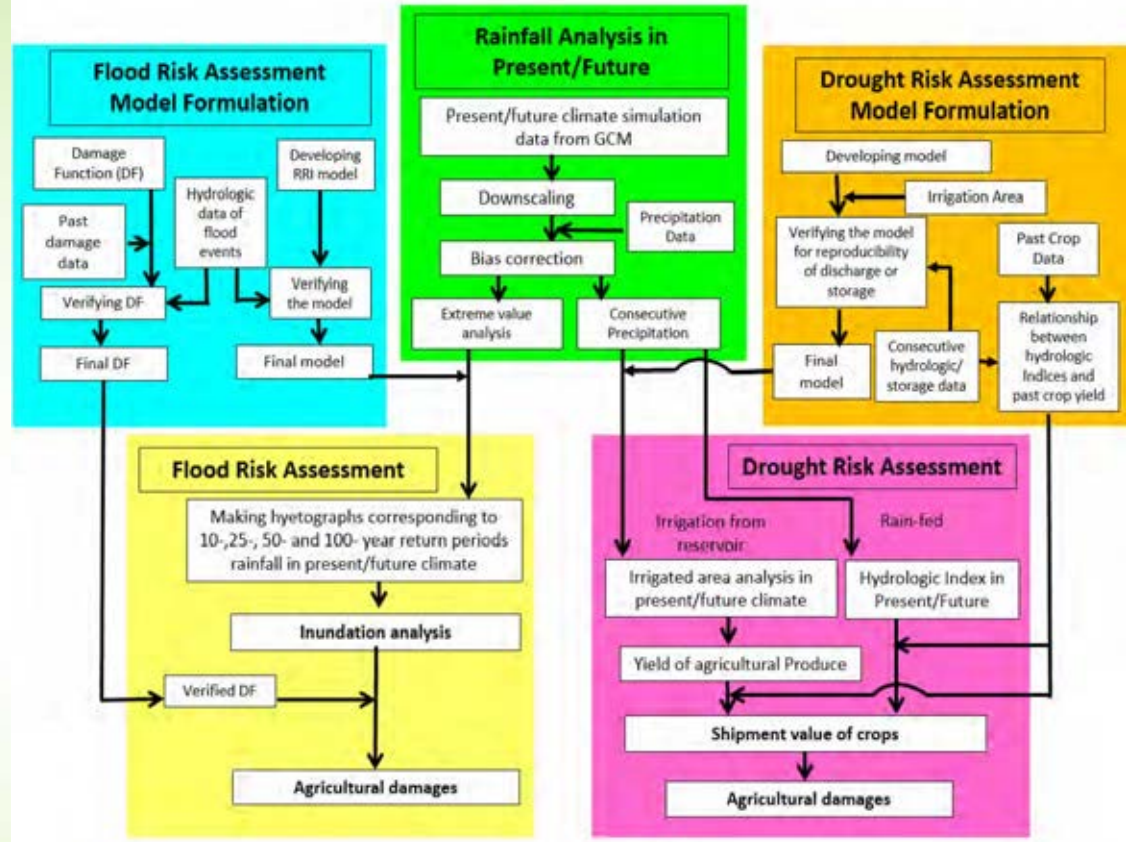 Flood Risk Assessment
Model Formulation
Damage
Function (DF)
Developing
RRI model
Hydrologic
data of
flood
events
Past
damage
data
Verifying DF
Verifying
the model
Final DF
Final model
Rainfall Analysis in
Present/Future
Present/future climate simulation
data from GCM
Downscaling
Precipitation
Data
Bias correction
Extreme value
analysis
Consecutive
Precipitation
Drought Risk Assessment
Model Formulation
Developing model
Irrigation Area
Verifying the model
for reproducibility
of discharge or
storage
Past Crop
Data
Final
model
Consecutive
hydrologic/
storage data
Relationship
between
hydrologic
Indices and
past crop yield
Flood Risk Assessment
Making hyetographs corresponding to
10-,25-, 50- and 100- year return periods
rainfall in present/future climate
Inundation analysis
Verified DF
Agricultural damages
Drought Risk Assessment
Irrigation from
reservoir
Rain-fed
Irrigated area analysis in
present/future climate
Hydrologic Index in
Present/Future
Yield of agricultural Produce
Shipment value of crops
Agricultural damages